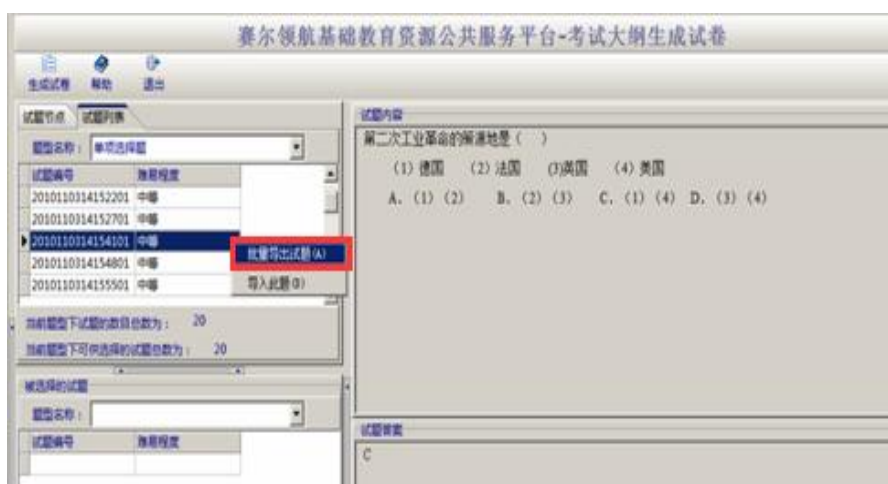 赛尔领航基础教育资源公共服务平台-考试大纲生成试卷
生成试卷 帮助 退出
试题节点 试题列表
题型名称： 单项选择题
试题编号 难易程度
2010110314152201 中等
2010110314152701 中等
2010110314154101 中等
2010110314154801 中等
2010110314155501 中等
批量导出试题(A)
导入此题(B)
当前题型下试题的数目总数为： 20
当前题型下可供选择的试题总数为： 20
被选择的试题
题型名称：
试题编号 难易程度
试题内容
第二次工业革命的策源地是（ ）
(1) 德国 (2) 法国 (3)英国 (4) 美国
A. (1) (2) B. (2) (3) C. (1) (4) D. (3) (4)
试题答案
C